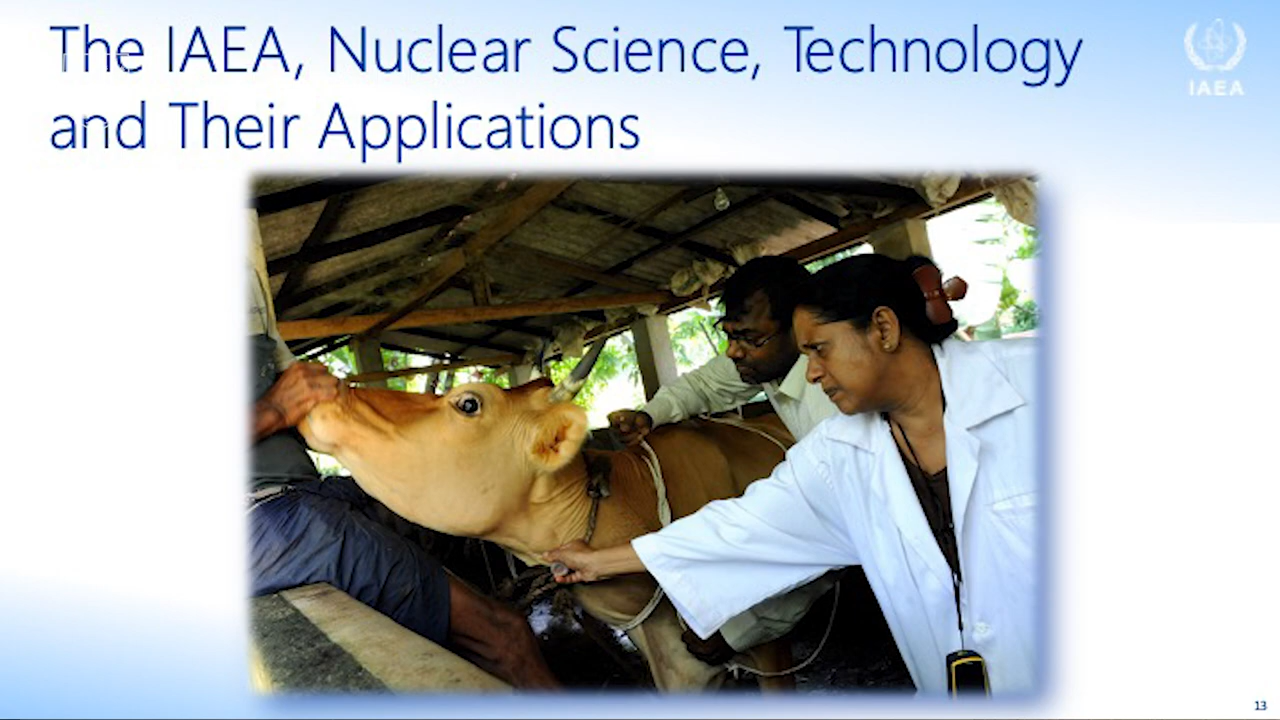 The IAEA, Nuclear Science, Technology
and Their Applications
IAEA
13